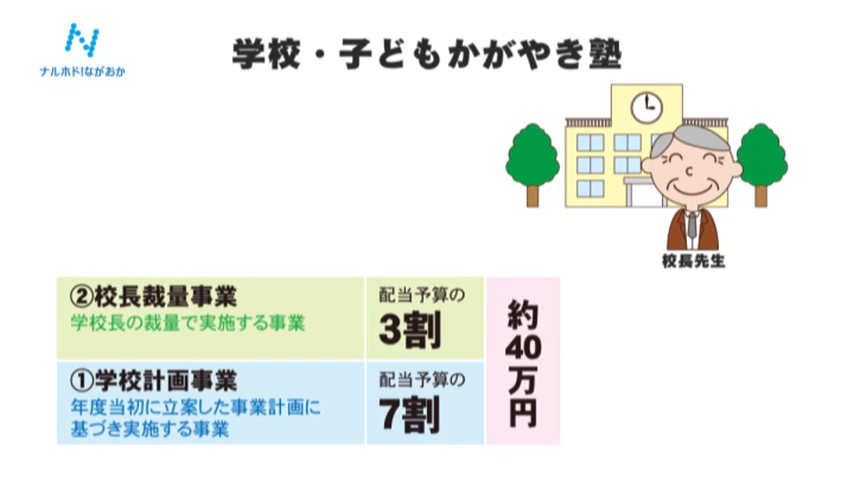 ナルホド!ながおか
学校・子どもかがやき塾
校長先生
②校長裁量事業
学校長の裁量で実施する事業
配当予算の
3割
①学校計画事業
年度当初に立案した事業計画に
基づき実施する事業
配当予算の
7割
約40万円